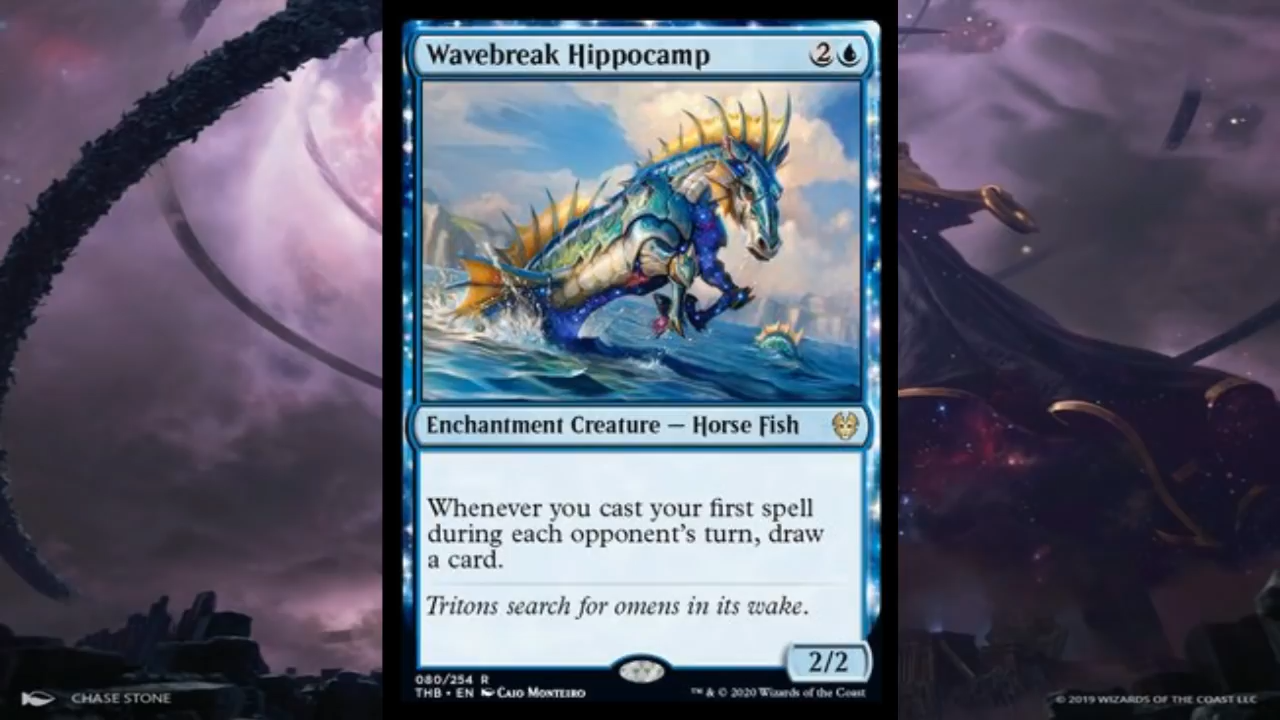 Wavebreak Hippocamp 2
Enchantment Creature — Horse Fish
Whenever you cast your first spell
during each opponent's turn, draw
a card.
Tritons search for omens in its wake.
2/2
080/254 R
THB • EN Caio Monteiro
™ & © 2020 Wizards of the Coast
CHASE STONE
© 2019 WIZARDS OF THE COAST LLC